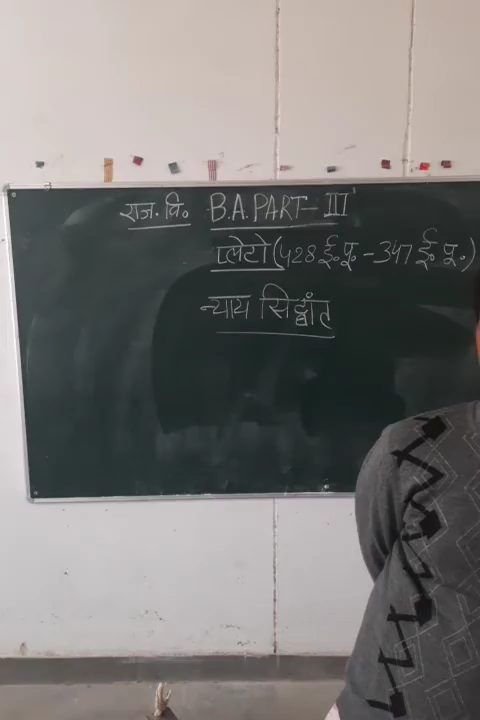 राज. वि. B.A. PART - III
प्लेटो (428 ई. पू. - 347 ई. पू.)
न्याय सिद्धांत